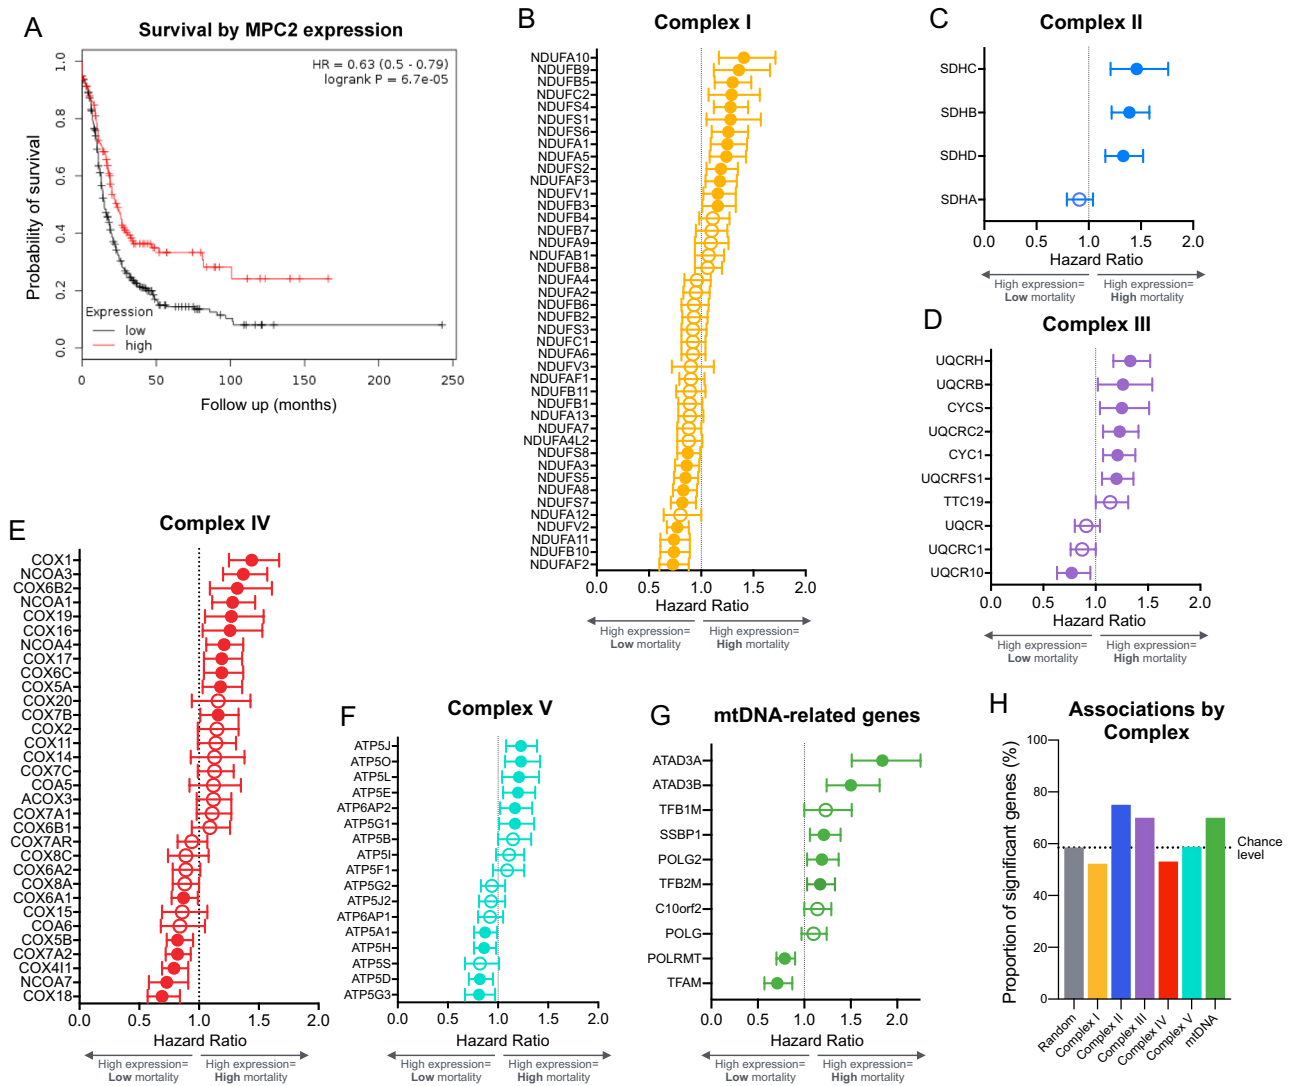 A
Survival by MPC2 expression
HR = 0.63 (0.5 - 0.79)
logrank P = 6.7e-05
Probability of survival
1.0
0.8
0.6
0.4
0.2
0.0
Expression
low
high
0
50
100
150
200
250
Follow up (months)
B
Complex I
NDUFA10
NDUFB9
NDUFB5
NDUFC2
NDUFS4
NDUFS1
NDUFS6
NDUFA1
NDUFA5
NDUFS2
NDUFAF3
NDUFV1
NDUFB3
NDUFB4
NDUFB7
NDUFA9
NDUFAB1
NDUFB8
NDUFA4
NDUFA2
NDUFB6
NDUFB2
NDUFS3
NDUFC1
NDUFA6
NDUFV3
NDUFAF1
NDUFB11
NDUFB1
NDUFA13
NDUFA7
NDUFA4L2
NDUFS8
NDUFA3
NDUFS5
NDUFA8
NDUFS7
NDUFA12
NDUFV2
NDUFA11
NDUFB10
NDUFAF2
0.0
0.5
1.0
1.5
2.0
Hazard Ratio
High expression=
Low mortality
High expression=
High mortality
C
Complex II
SDHC
SDHB
SDHD
SDHA
0.0
0.5
1.0
1.5
2.0
Hazard Ratio
High expression=
Low mortality
High expression=
High mortality
D
Complex III
UQCRH
UQCRB
CYCS
UQCRC2
CYC1
UQCRFS1
TTC19
UQCR
UQCRC1
UQCR10
0.0
0.5
1.0
1.5
2.0
Hazard Ratio
High expression=
Low mortality
High expression=
High mortality
E
Complex IV
COX1
NCOA3
COX6B2
NCOA1
COX19
COX16
NCOA4
COX17
COX6C
COX5A
COX20
COX7B
COX2
COX11
COX14
COX7C
COA5
ACOX3
COX7A1
COX6B1
COX7AR
COX8C
COX6A2
COX8A
COX6A1
COX15
COA6
COX5B
COX7A2
COX4I1
NCOA7
COX18
0.0
0.5
1.0
1.5
2.0
Hazard Ratio
High expression=
Low mortality
High expression=
High mortality
F
Complex V
ATP5J
ATP5O
ATP5L
ATP5E
ATP6AP2
ATP5G1
ATP5B
ATP5I
ATP5F1
ATP5G2
ATP5J2
ATP6AP1
ATP5A1
ATP5H
ATP5S
ATP5D
ATP5G3
0.0
0.5
1.0
1.5
2.0
Hazard Ratio
High expression=
Low mortality
High expression=
High mortality
G
mtDNA-related genes
ATAD3A
ATAD3B
TFB1M
SSBP1
POLG2
TFB2M
C10orf2
POLG
POLRMT
TFAM
0.0
0.5
1.0
1.5
2.0
Hazard Ratio
High expression=
Low mortality
High expression=
High mortality
H
Associations by
Complex
Proportion of significant genes (%)
100
80
60
40
20
0
Chance
level
Random
Complex I
Complex II
Complex III
Complex IV
Complex V
mtDNA